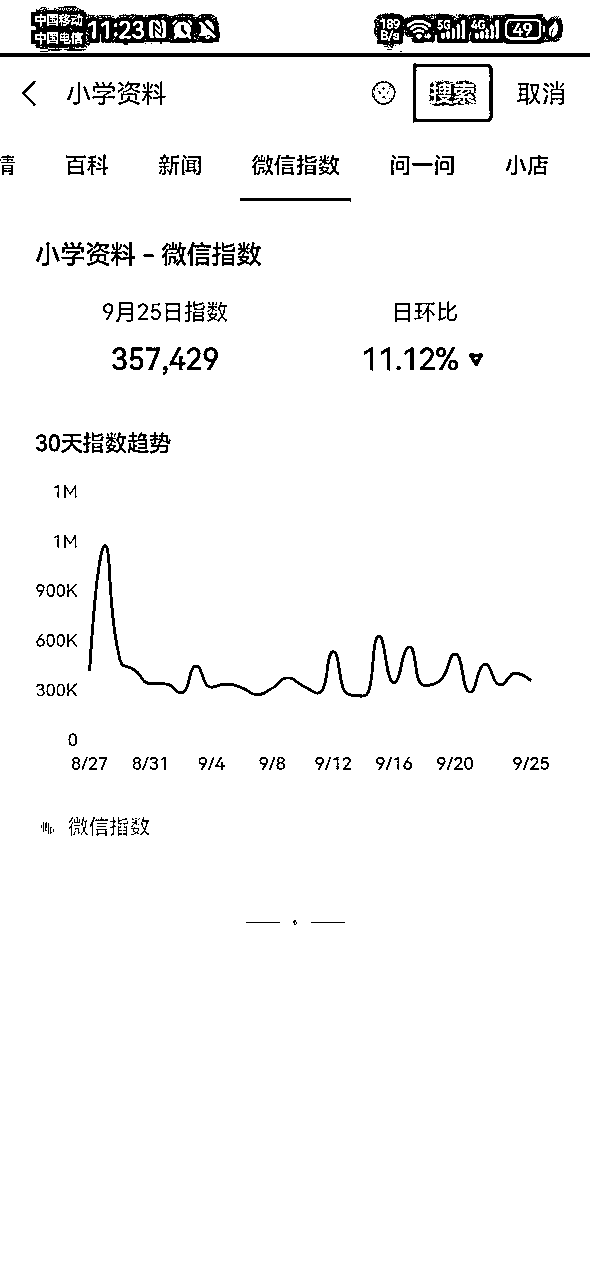 中国移动
中国电信 11:23 189 B/s 5G 4G 49
小学资料 搜索 取消
情 百科 新闻 微信指数 问一问 小店
小学资料 - 微信指数
9月25日指数 日环比
357,429 11.12%
30天指数趋势
1M
1M
900K
600K
300K
0
8/27 8/31 9/4 9/8 9/12 9/16 9/20 9/25
微信指数